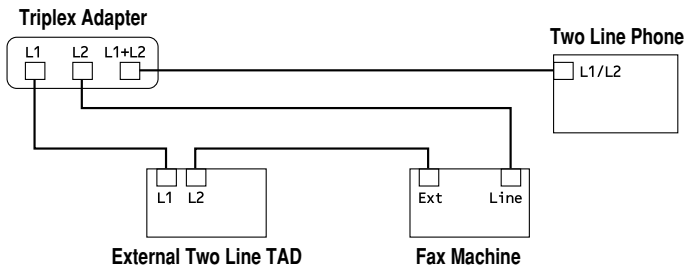 Triplex Adapter
L1 L2 L1+L2
Two Line Phone
L1/L2
L1 L2
Ext Line
External Two Line TAD
Fax Machine